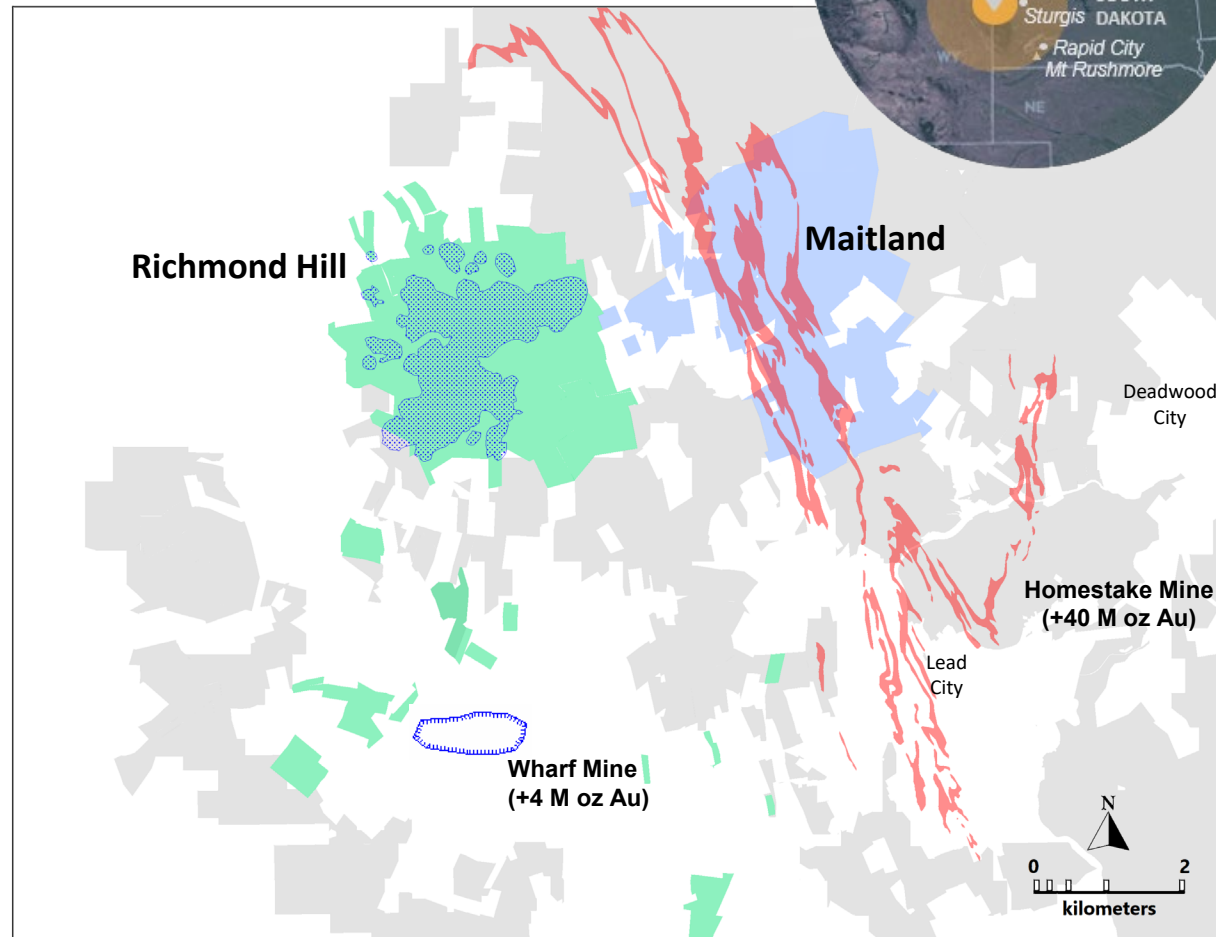 Sturgis
DAKOTA
WY
Rapid City
Mt Rushmore
NE
Richmond Hill
Maitland
Deadwood
City
Homestake Mine
(+40 M oz Au)
Lead
City
Wharf Mine
(+4 M oz Au)
N
0 2
kilometers